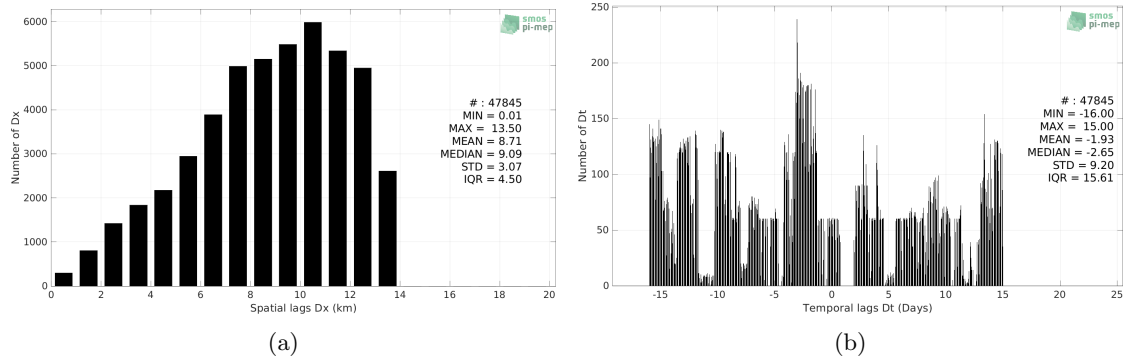 6000
5000
4000
3000
2000
1000
0
Number of Dx
smos
pi-mep
# : 47845
MIN = 0.01
MAX = 13.50
MEAN = 8.71
MEDIAN = 9.09
STD = 3.07
IQR = 4.50
0 2 4 6 8 10 12 14 16 18 20
Spatial lags Dx (km)
(a)
250
200
150
100
50
0
Number of Dt
smos
pi-mep
# : 47845
MIN = -16.00
MAX = 15.00
MEAN = -1.93
MEDIAN = -2.65
STD = 9.20
IQR = 15.61
-15 -10 -5 0 5 10 15 20 25
Temporal lags Dt (Days)
(b)